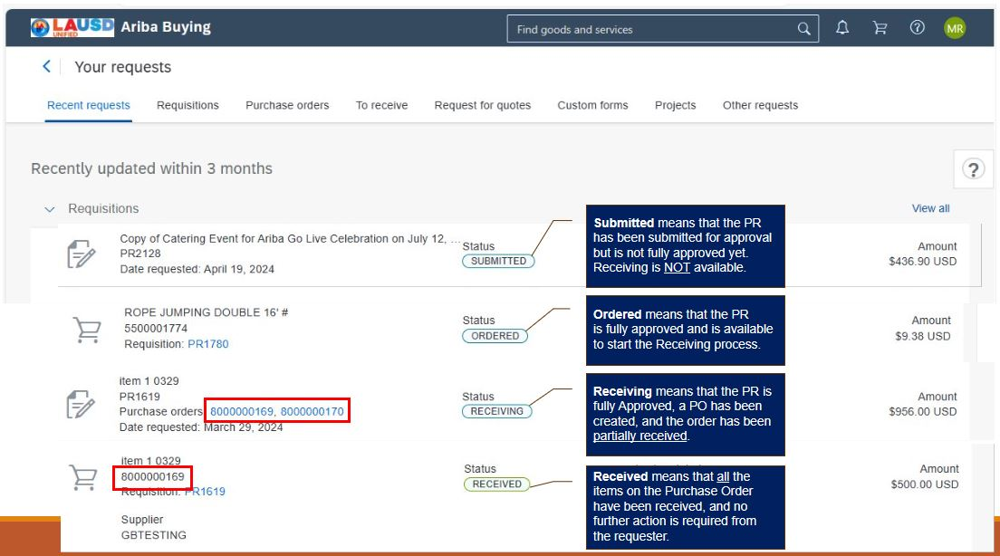 LAUSD
UNIFIED
Ariba Buying
Find goods and services
MR
Your requests
Recent requests
Requisitions
Purchase orders
To receive
Request for quotes
Custom forms
Projects
Other requests
Recently updated within 3 months
?
Requisitions
View all
Copy of Catering Event for Ariba Go Live Celebration on July 12, ...
PR2128
Date requested: April 19, 2024
Status
SUBMITTED
Submitted means that the PR
has been submitted for approval
but is not fully approved yet.
Receiving is NOT available.
Amount
$436.90 USD
ROPE JUMPING DOUBLE 16' #
5500001774
Requisition: PR1780
Status
ORDERED
Ordered means that the PR
is fully approved and is available
to start the Receiving process.
Amount
$9.38 USD
item 1 0329
PR1619
Purchase orders 8000000169, 8000000170
Date requested: March 29, 2024
Status
RECEIVING
Receiving means that the PR is
fully Approved, a PO has been
created, and the order has been
partially received.
Amount
$956.00 USD
item 1 0329
8000000169
Requisition: PR1619
Supplier
GBTESTING
Status
RECEIVED
Received means that all the
items on the Purchase Order
have been received, and no
further action is required from
the requester.
Amount
$500.00 USD